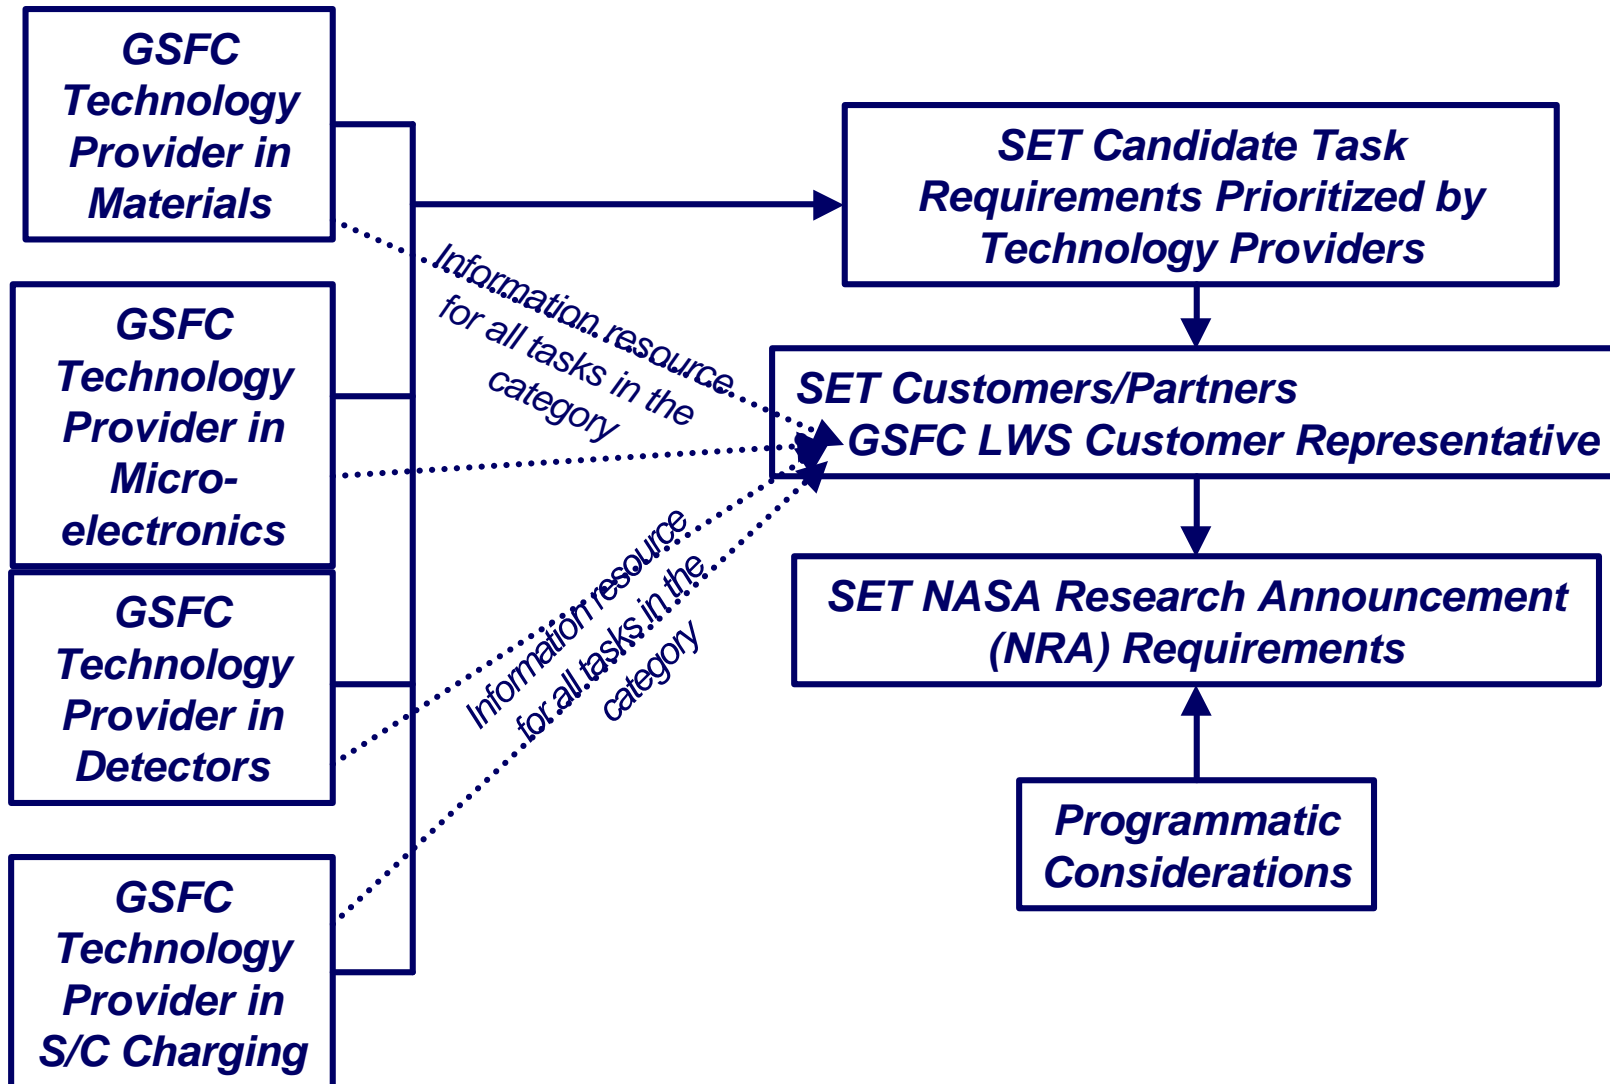 GSFC
Technology
Provider in
Materials
GSFC
Technology
Provider in
Micro-
electronics
GSFC
Technology
Provider in
Detectors
GSFC
Technology
Provider in
S/C Charging
Information resource
for all tasks in the
category
Information resource
for all tasks in the
category
SET Candidate Task
Requirements Prioritized by
Technology Providers
SET Customers/Partners
GSFC LWS Customer Representative
SET NASA Research Announcement
(NRA) Requirements
Programmatic
Considerations